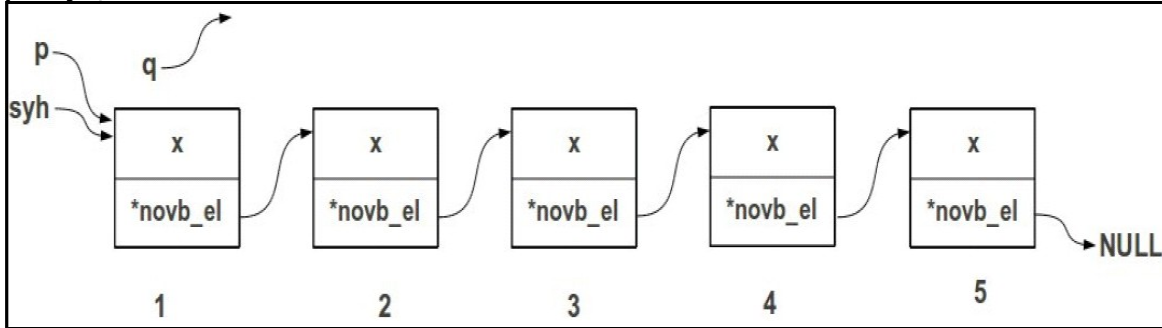 p
q
syh
x x x x x
*novb_el *novb_el *novb_el *novb_el *novb_el
NULL
1 2 3 4 5